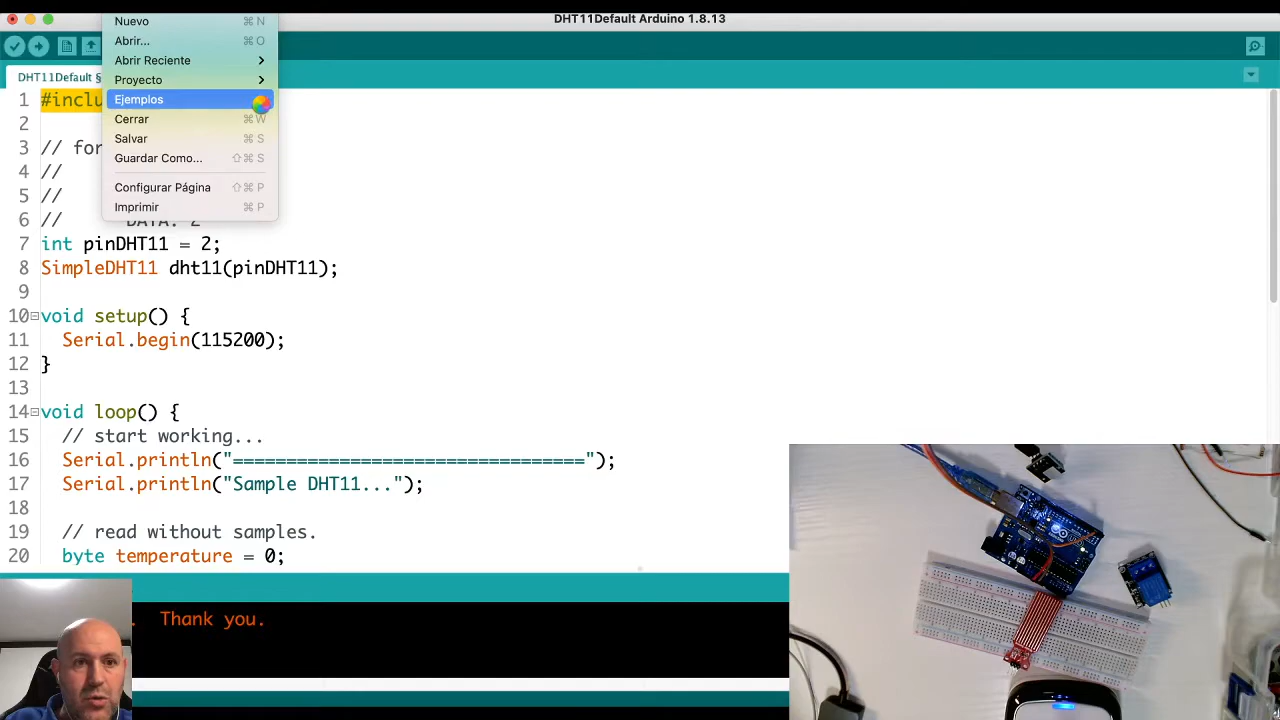 DHT11Default Arduino 1.8.13
Nuevo ⌘N
Abrir... ⌘O
Abrir Reciente
Proyecto
Ejemplos
Cerrar ⌘W
Salvar ⌘S
Guardar Como... ⇧⌘S
Configurar Página ⇧⌘P
Imprimir ⌘P
DHT11Default §
1 #inclu
2
3 // for
4 //
5 //
6 // DATA: 2
7 int pinDHT11 = 2;
8 SimpleDHT11 dht11(pinDHT11);
9
10 void setup() {
11 Serial.begin(115200);
12 }
13
14 void loop() {
15 // start working...
16 Serial.println("=================================");
17 Serial.println("Sample DHT11...");
18
19 // read without samples.
20 byte temperature = 0;
. Thank you.